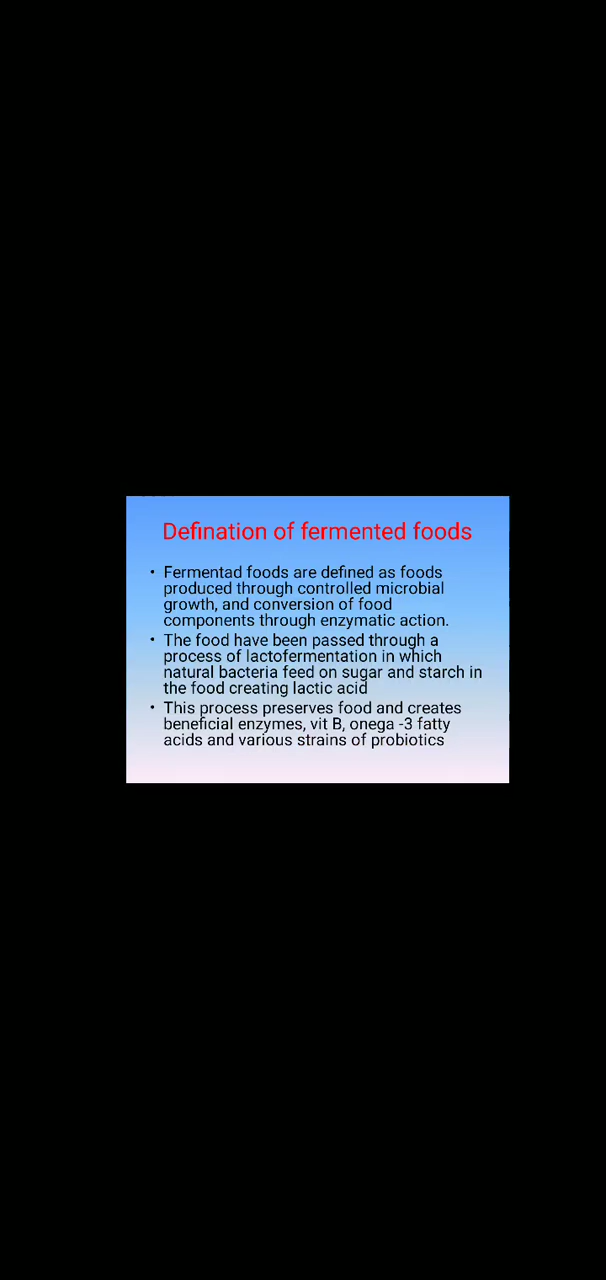 Defination of fermented foods
• Fermentad foods are defined as foods
produced through controlled microbial
growth, and conversion of food
components through enzymatic action.
• The food have been passed through a
process of lactofermentation in which
natural bacteria feed on sugar and starch in
the food creating lactic acid
• This process preserves food and creates
beneficial enzymes, vit B, onega -3 fatty
acids and various strains of probiotics